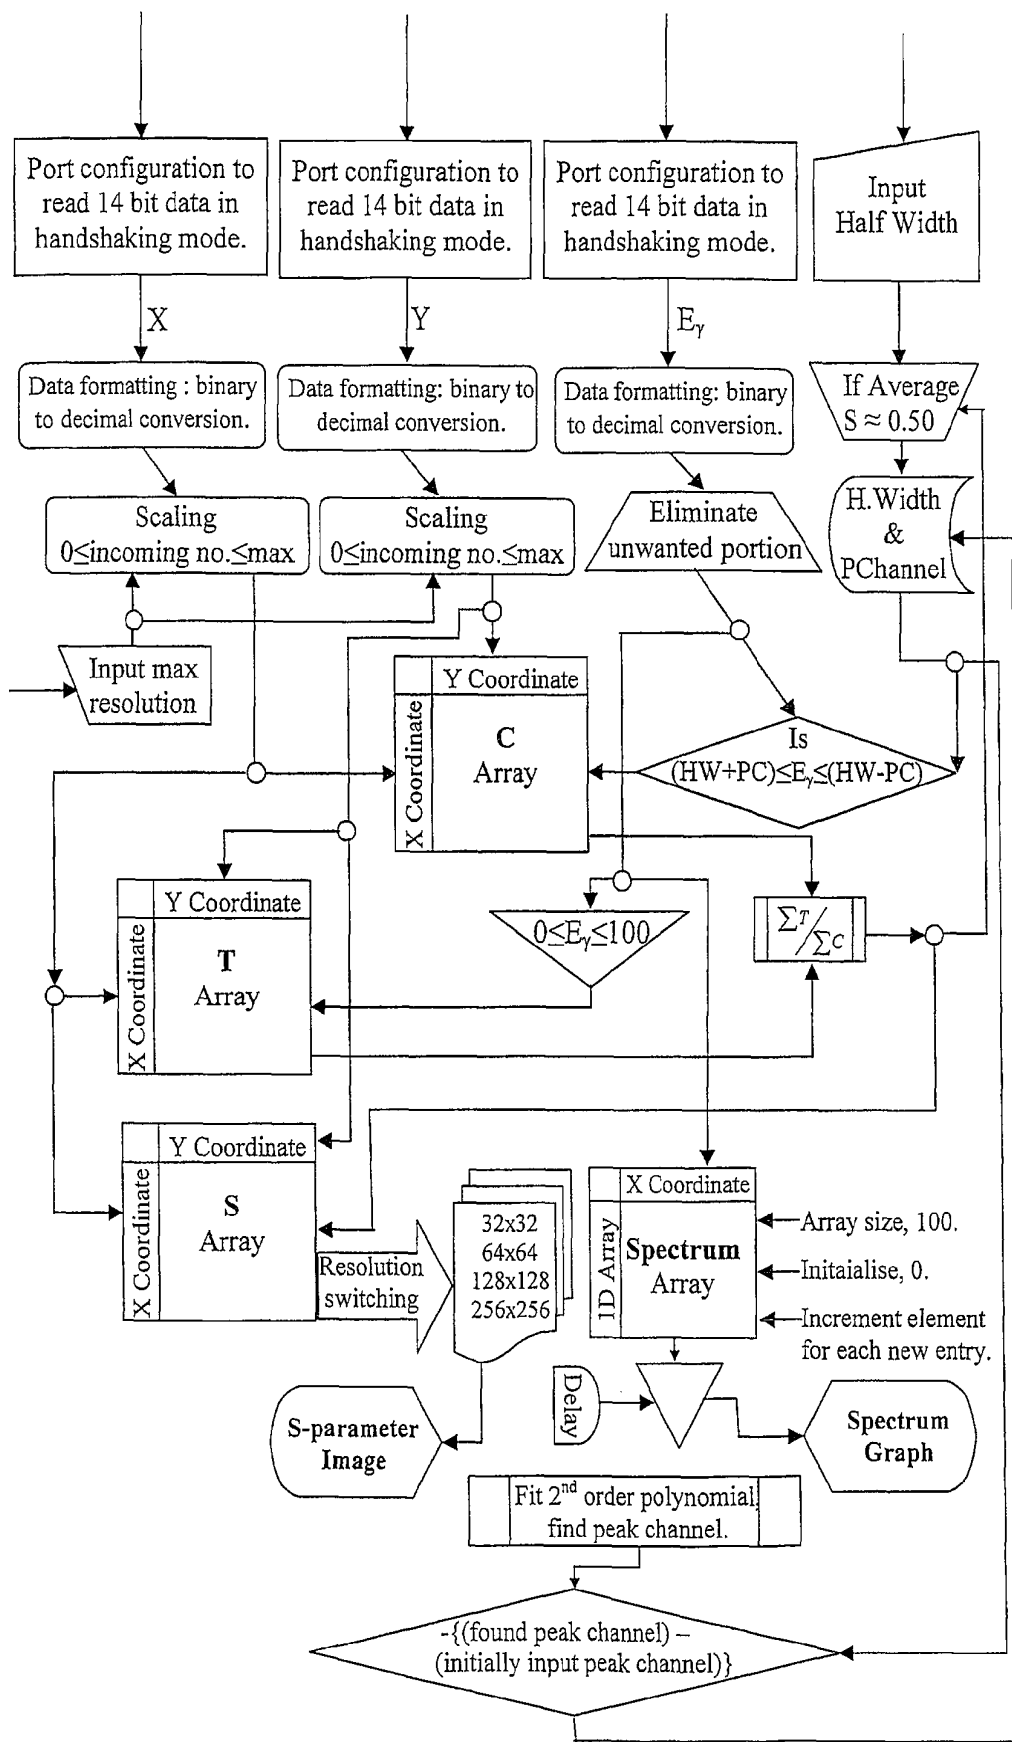 Port configuration to
read 14 bit data in
handshaking mode.
Port configuration to
read 14 bit data in
handshaking mode.
Port configuration to
read 14 bit data in
handshaking mode.
Input
Half Width
X
Y
Eγ
Data formatting : binary
to decimal conversion.
Data formatting: binary to
decimal conversion.
Data formatting: binary
to decimal conversion.
If Average
S ≈ 0.50
Scaling
0≤incoming no.≤max
Scaling
0≤incoming no.≤max
Eliminate
unwanted portion
H.Width
&
PChannel
Input max
resolution
Y Coordinate
X Coordinate
C
Array
Is
(HW+PC)≤Eγ≤(HW-PC)
Y Coordinate
X Coordinate
T
Array
0≤Eγ≤100
ΣT/ΣC
Y Coordinate
X Coordinate
S
Array
Resolution
switching
32x32
64x64
128x128
256x256
X Coordinate
1D Array
Spectrum
Array
Array size, 100.
Initaialise, 0.
Increment element
for each new entry.
Delay
S-parameter
Image
Spectrum
Graph
Fit 2nd order polynomial,
find peak channel.
-{(found peak channel) –
(initially input peak channel)}